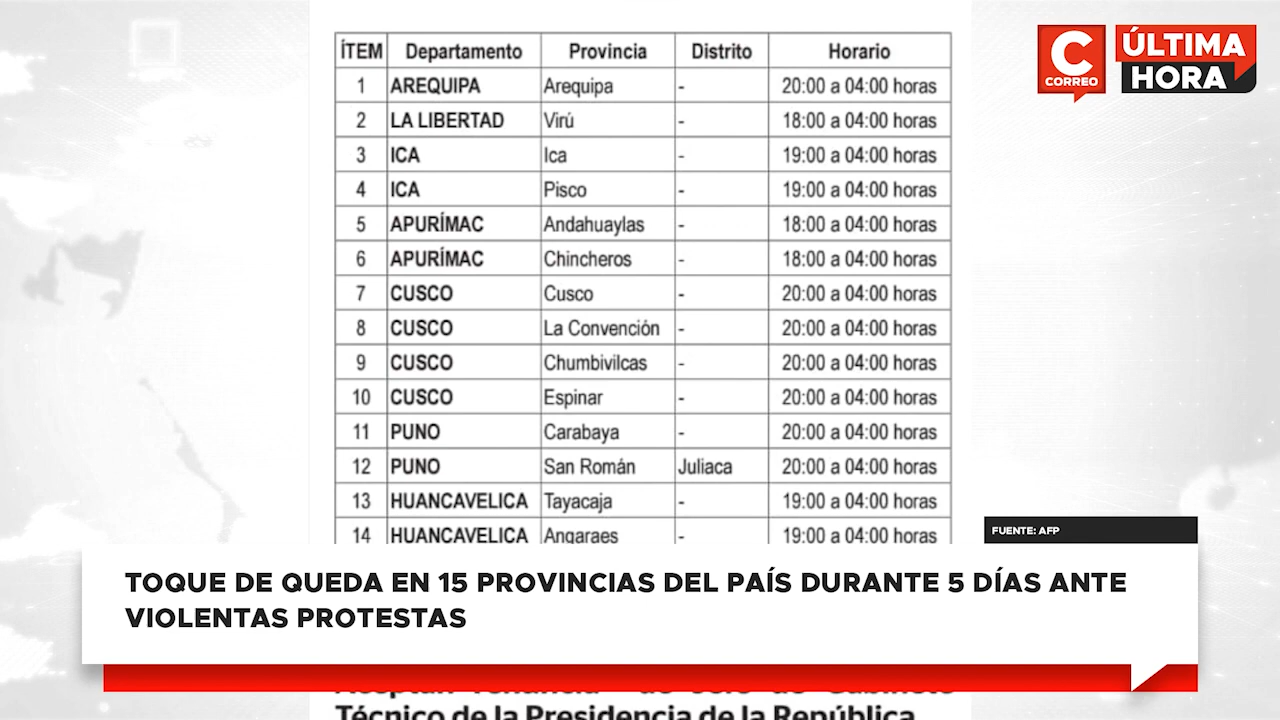 ÍTEM Departamento Provincia Distrito Horario
1 AREQUIPA Arequipa - 20:00 a 04:00 horas
2 LA LIBERTAD Virú - 18:00 a 04:00 horas
3 ICA Ica - 19:00 a 04:00 horas
4 ICA Pisco - 19:00 a 04:00 horas
5 APURÍMAC Andahuaylas - 18:00 a 04:00 horas
6 APURÍMAC Chincheros - 18:00 a 04:00 horas
7 CUSCO Cusco - 20:00 a 04:00 horas
8 CUSCO La Convención - 20:00 a 04:00 horas
9 CUSCO Chumbivilcas - 20:00 a 04:00 horas
10 CUSCO Espinar - 20:00 a 04:00 horas
11 PUNO Carabaya - 20:00 a 04:00 horas
12 PUNO San Román Juliaca 20:00 a 04:00 horas
13 HUANCAVELICA Tayacaja - 19:00 a 04:00 horas
14 HUANCAVELICA Angaraes - 19:00 a 04:00 horas
C CORREO
ÚLTIMA
HORA
FUENTE: AFP
TOQUE DE QUEDA EN 15 PROVINCIAS DEL PAÍS DURANTE 5 DÍAS ANTE
VIOLENTAS PROTESTAS
Técnico de la Presidencia de la República